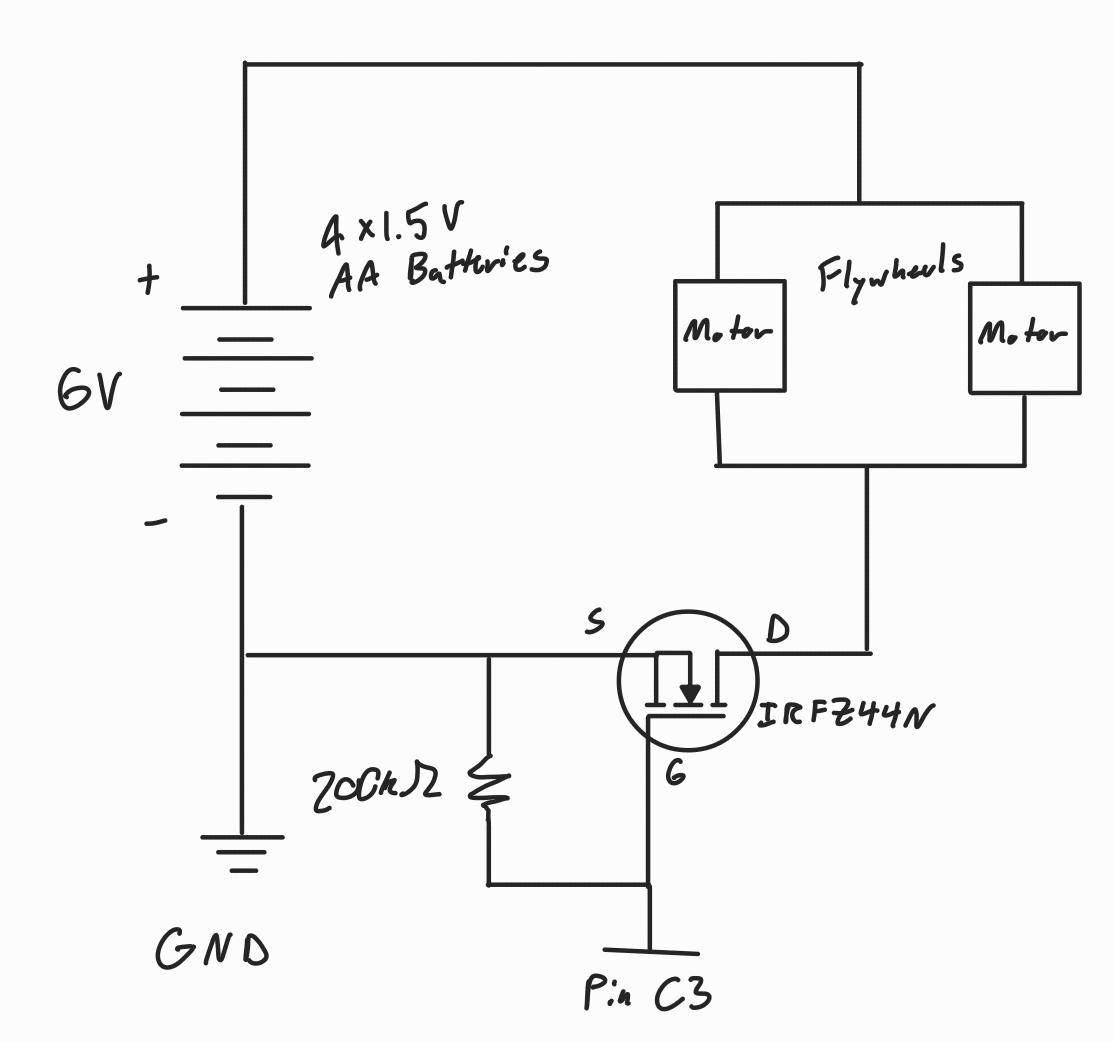 4 x 1.5 V
AA Batteries
+
6V
-
Flywheels
Motor
Motor
S
D
IRFZ44N
G
200kΩ
GND
Pin C3